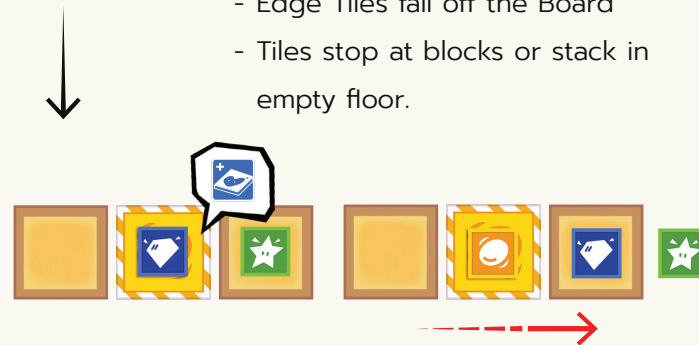 - Edge Tiles fall off the Board
- Tiles stop at blocks or stack in
empty floor.